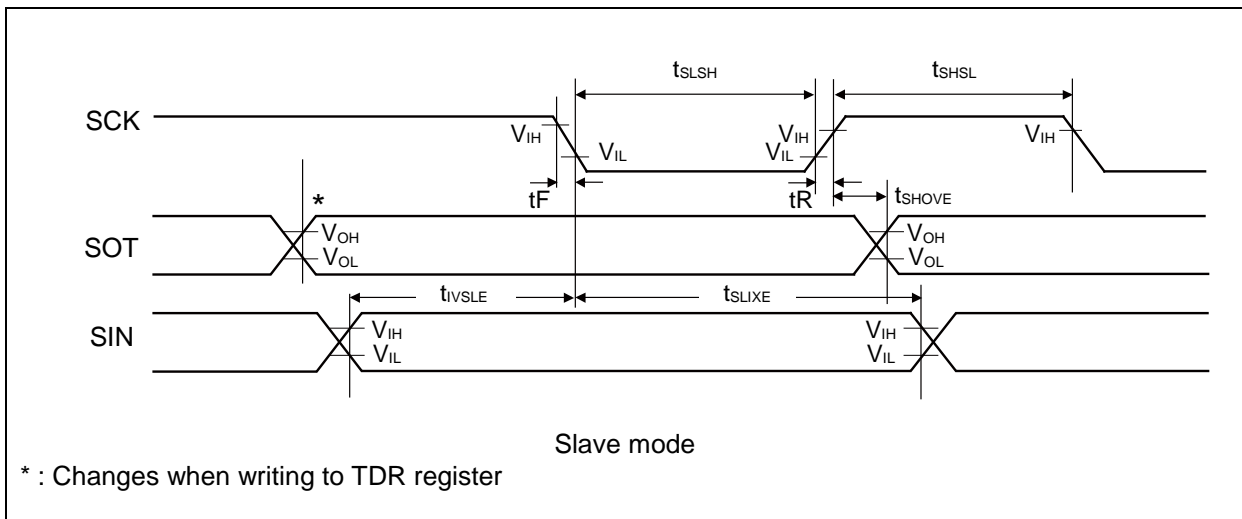 tSLSH
tSHSL
SCK
VIH
VIL
VIH
VIL
VIH
tF
tR
tSHOVE
*
SOT
VOH
VOL
VOH
VOL
tIVSLE
tSLIXE
SIN
VIH
VIL
VIH
VIL
Slave mode
* : Changes when writing to TDR register